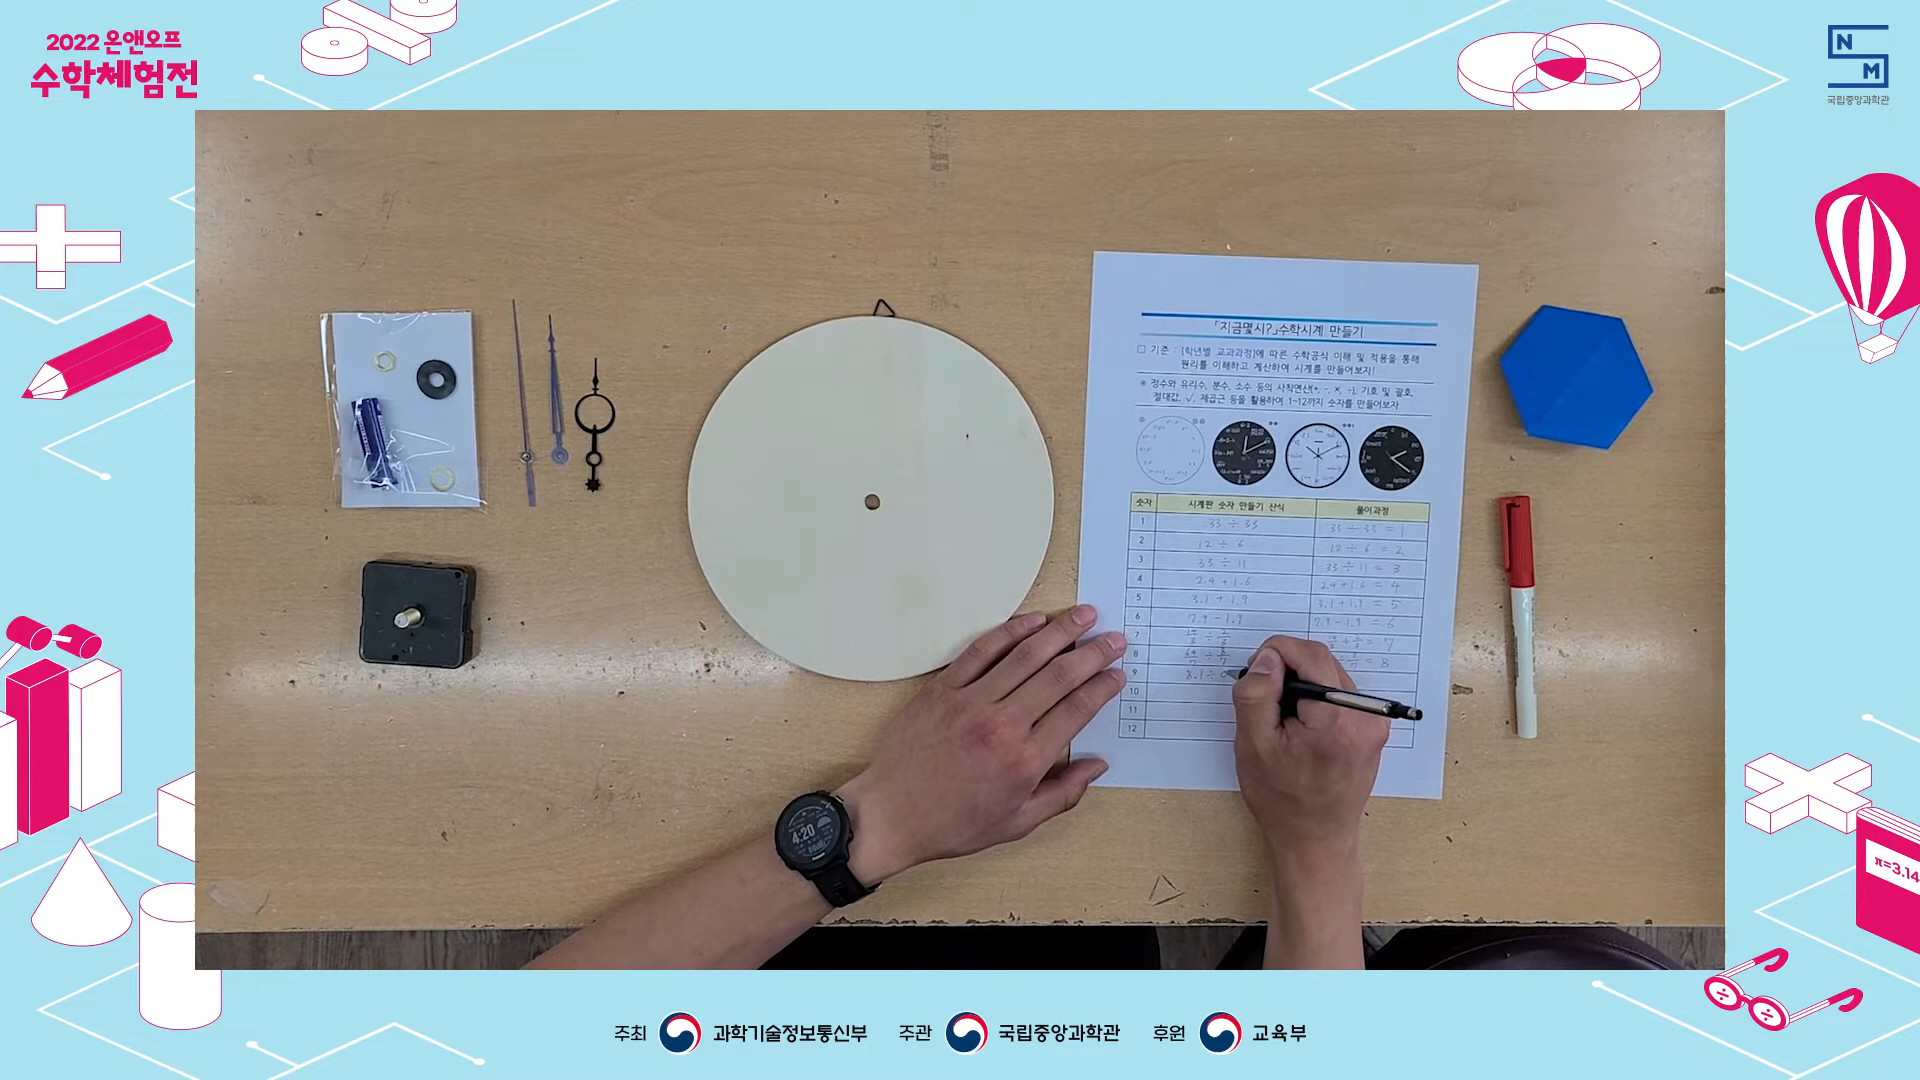 2022 온앤오프
수학체험전
N
M
국립중앙과학관
「지금몇시?」수학시계 만들기
□ 기준 : [학년별 교과과정]에 따른 수학공식 이해 및 적용을 통해
원리를 이해하고 계산하여 시계를 만들어보자!
※ 정수와 유리수, 분수, 소수 등의 사칙연산(+, -, ×, ÷), 기호 및 괄호,
절대값, √, 제곱근 등을 활용하여 1~12까지 숫자를 만들어보자
숫자 시계판 숫자 만들기 산식 풀이과정
1 33 ÷ 33 33 ÷ 33 = 1
2 12 ÷ 6 12 ÷ 6 = 2
3 33 ÷ 11 33 ÷ 11 = 3
4 2.4 + 1.6 2.4 + 1.6 = 4
5 3.1 + 1.9 3.1 + 1.9 = 5
6 7.9 - 1.9 7.9 - 1.9 = 6
7 = 7
8 = 8
9 8.1 ÷
10
11
12
4:20
π=3.14
주최 과학기술정보통신부 주관 국립중앙과학관 후원 교육부